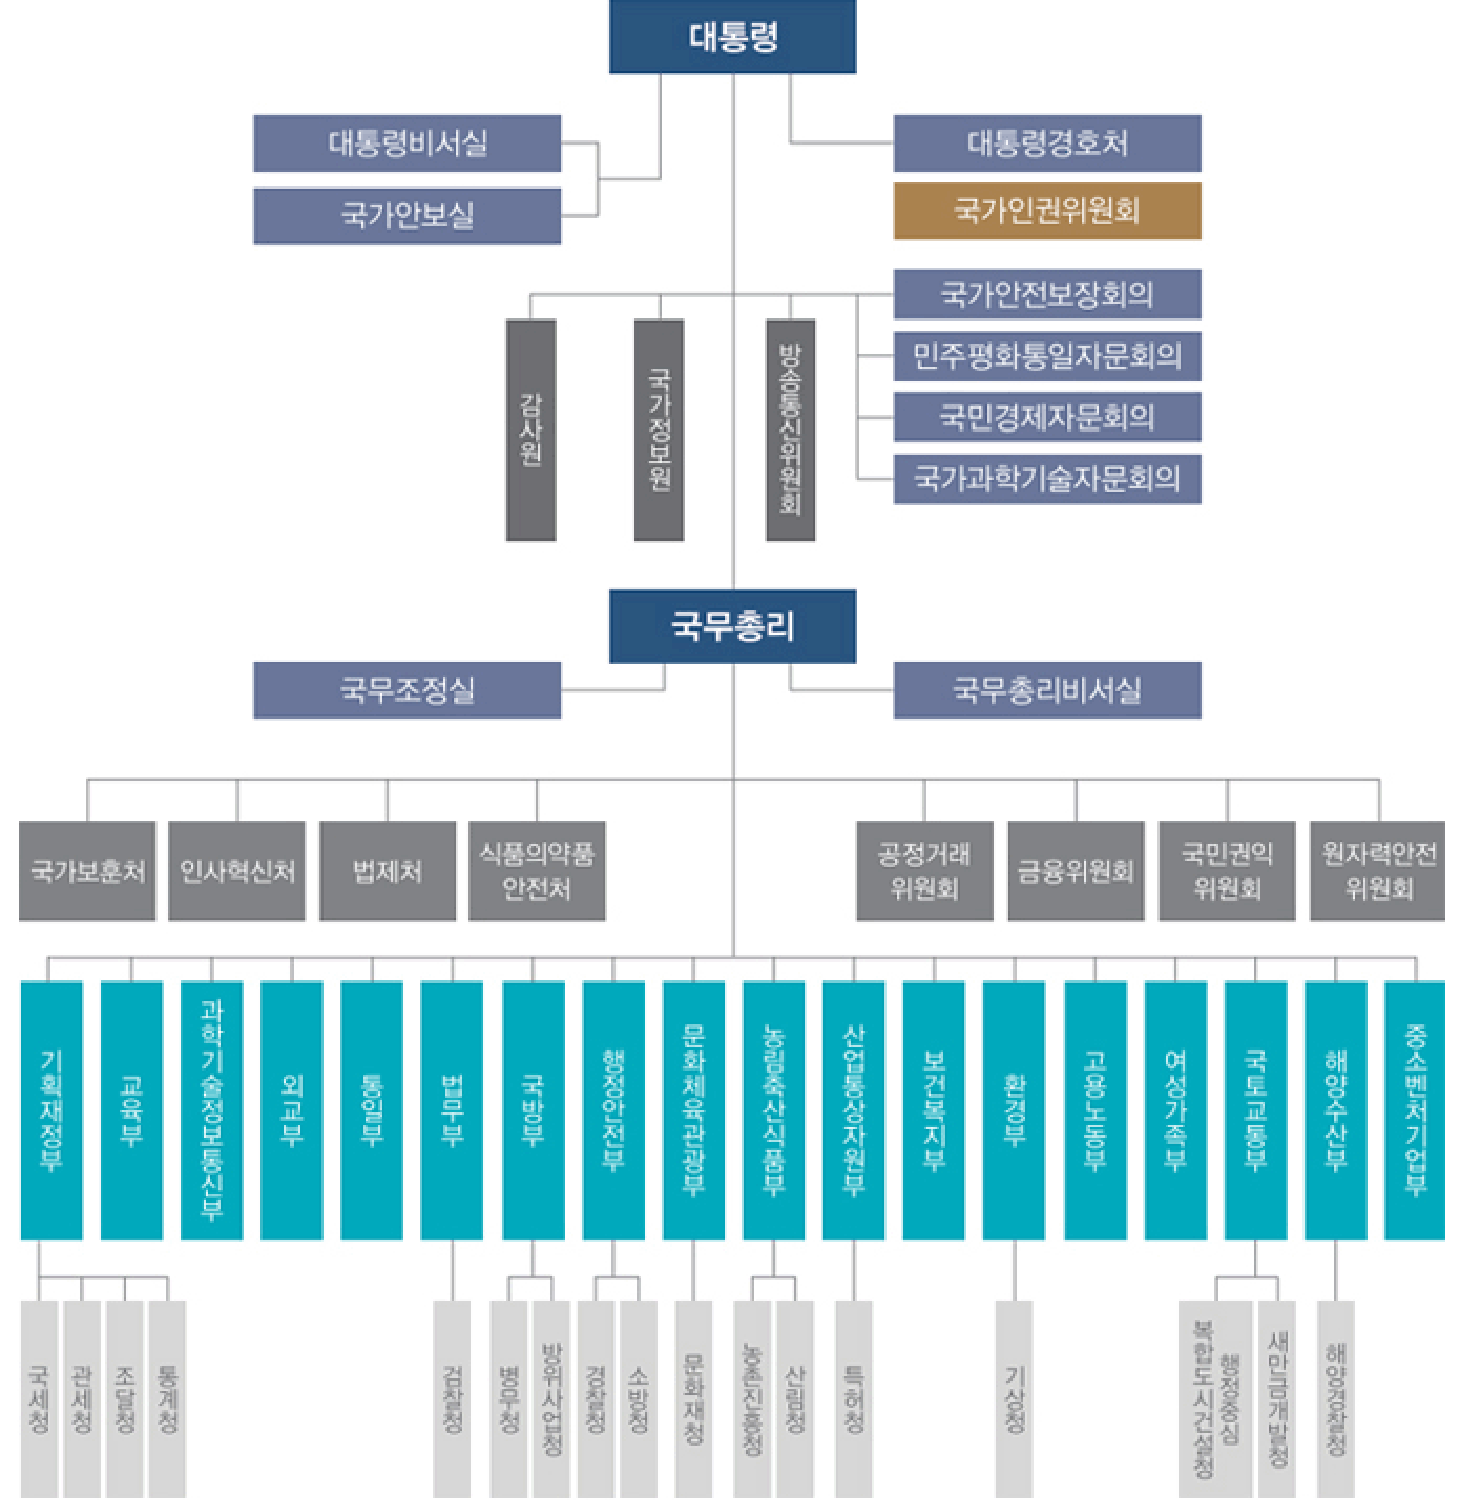 대통령
대통령비서실
국가안보실
대통령경호처
국가인권위원회
국가안전보장회의
민주평화통일자문회의
국민경제자문회의
국가과학기술자문회의
감사원
국가정보원
방송통신위원회
국무총리
국무조정실
국무총리비서실
국가보훈처
인사혁신처
법제처
식품의약품
안전처
공정거래
위원회
금융위원회
국민권익
위원회
원자력안전
위원회
기획재정부
교육부
과학기술정보통신부
외교부
통일부
법무부
국방부
행정안전부
문화체육관광부
농림축산식품부
산업통상자원부
보건복지부
환경부
고용노동부
여성가족부
국토교통부
해양수산부
중소벤처기업부
국세청
관세청
조달청
통계청
검찰청
병무청
방위사업청
경찰청
소방청
문화재청
농촌진흥청
산림청
특허청
기상청
행정중심
복합도시건설청
새만금개발청
해양경찰청